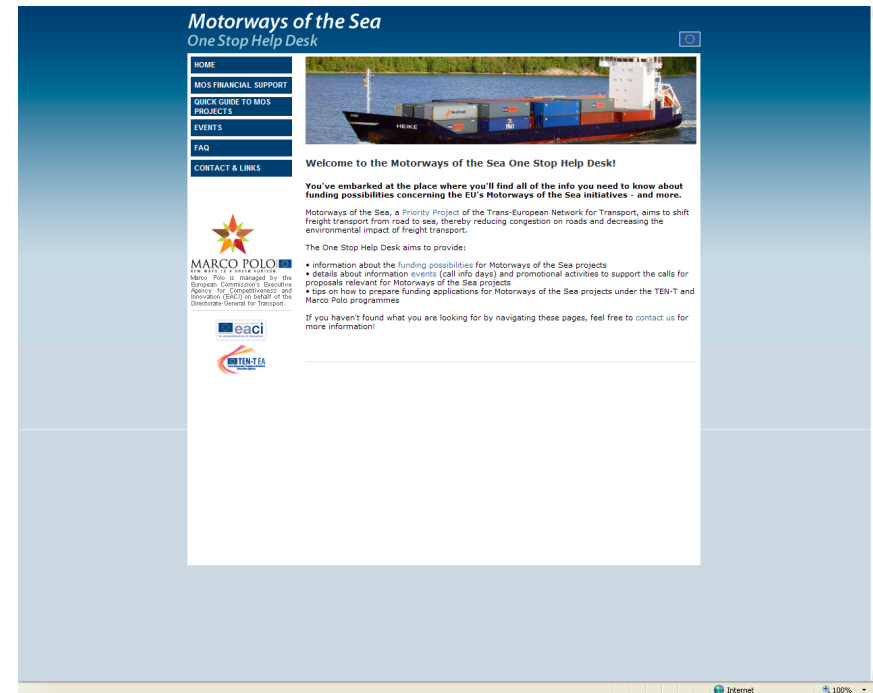 Motorways of the Sea
One Stop Help Desk
HOME
MOS FINANCIAL SUPPORT
QUICK GUIDE TO MOS
PROJECTS
EVENTS
FAQ
CONTACT & LINKS
HEIKE
Welcome to the Motorways of the Sea One Stop Help Desk!
You've embarked at the place where you'll find all of the info you need to know about
funding possibilities concerning the EU's Motorways of the Sea initiatives - and more.
Motorways of the Sea, a Priority Project of the Trans-European Network for Transport, aims to shift
freight transport from road to sea, thereby reducing congestion on roads and decreasing the
environmental impact of freight transport.
The One Stop Help Desk aims to provide:
• information about the funding possibilities for Motorways of the Sea projects
• details about information events (call info days) and promotional activities to support the calls for
proposals relevant for Motorways of the Sea projects
• tips on how to prepare funding applications for Motorways of the Sea projects under the TEN-T and
Marco Polo programmes
If you haven't found what you are looking for by navigating these pages, feel free to contact us for
more information!
MARCO POLO
NEW WAYS TO A GREEN HORIZON
Marco Polo is managed by the
European Commission's Executive
Agency for Competitiveness and
Innovation (EACI) on behalf of the
Directorate-General for Transport.
eaci
TEN-T EA
Internet
100%